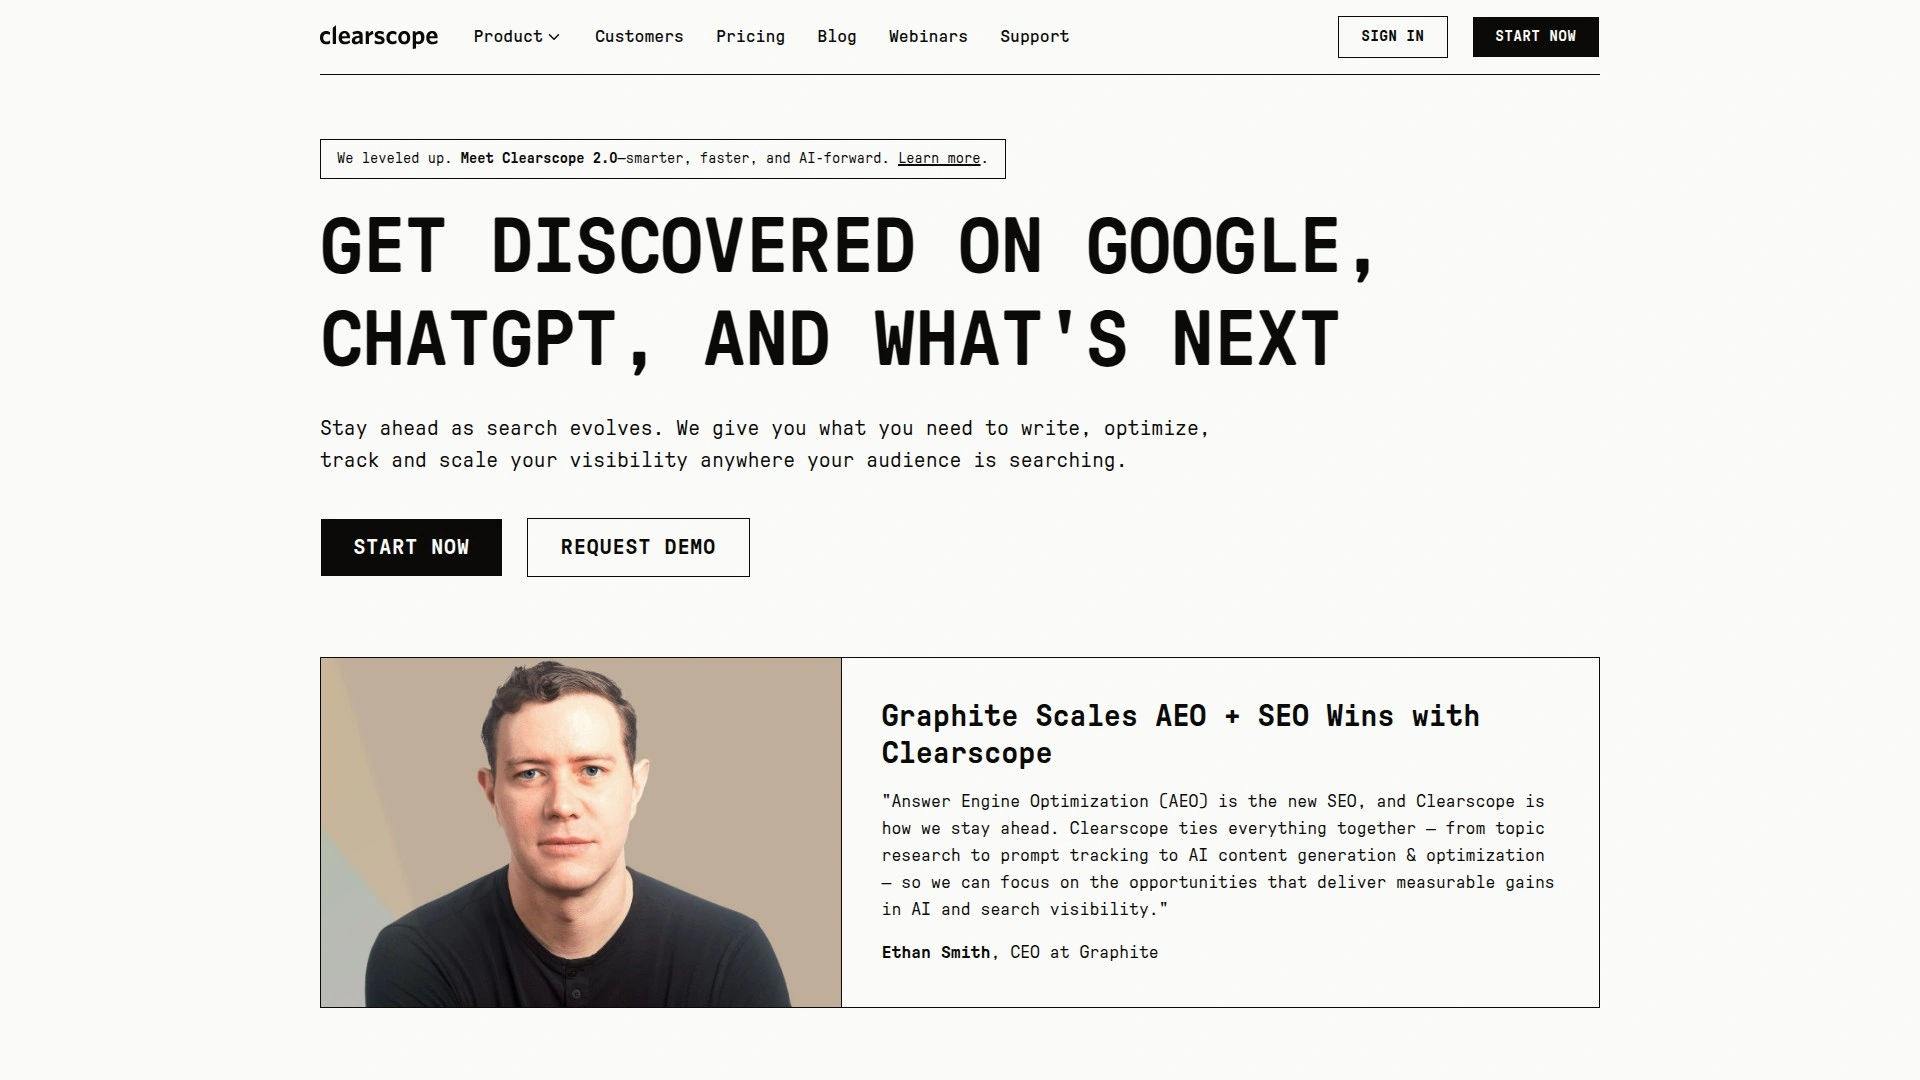 clearscope Product Customers Pricing Blog Webinars Support SIGN IN START NOW
We leveled up. Meet Clearscope 2.0—smarter, faster, and AI-forward. Learn more.
GET DISCOVERED ON GOOGLE,
CHATGPT, AND WHAT'S NEXT
Stay ahead as search evolves. We give you what you need to write, optimize,
track and scale your visibility anywhere your audience is searching.
START NOW REQUEST DEMO
Graphite Scales AEO + SEO Wins with
Clearscope
"Answer Engine Optimization (AEO) is the new SEO, and Clearscope is
how we stay ahead. Clearscope ties everything together — from topic
research to prompt tracking to AI content generation & optimization
— so we can focus on the opportunities that deliver measurable gains
in AI and search visibility."
Ethan Smith, CEO at Graphite